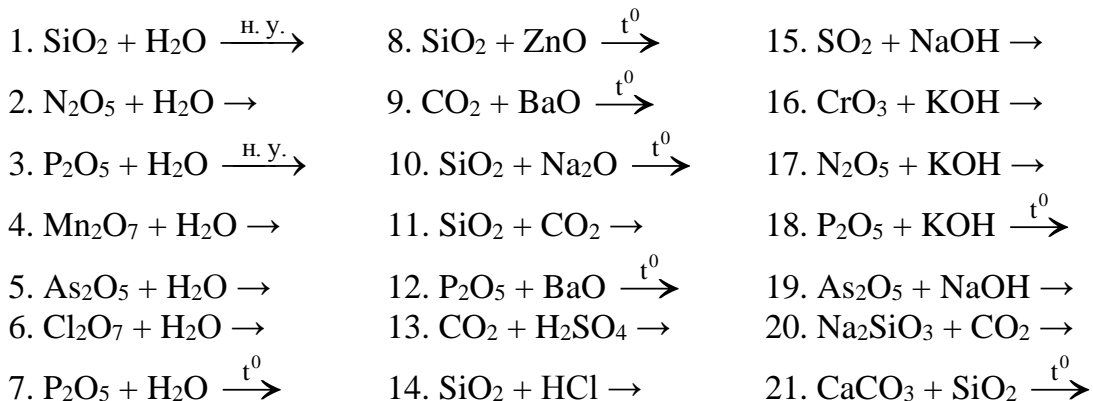 1. SiO₂ + H₂O —н. у.→
2. N₂O₅ + H₂O →
3. P₂O₅ + H₂O —н. у.→
4. Mn₂O₇ + H₂O →
5. As₂O₅ + H₂O →
6. Cl₂O₇ + H₂O →
7. P₂O₅ + H₂O —t⁰→
8. SiO₂ + ZnO —t⁰→
9. CO₂ + BaO —t⁰→
10. SiO₂ + Na₂O —t⁰→
11. SiO₂ + CO₂ →
12. P₂O₅ + BaO —t⁰→
13. CO₂ + H₂SO₄ →
14. SiO₂ + HCl →
15. SO₂ + NaOH →
16. CrO₃ + KOH →
17. N₂O₅ + KOH →
18. P₂O₅ + KOH —t⁰→
19. As₂O₅ + NaOH →
20. Na₂SiO₃ + CO₂ →
21. CaCO₃ + SiO₂ —t⁰→